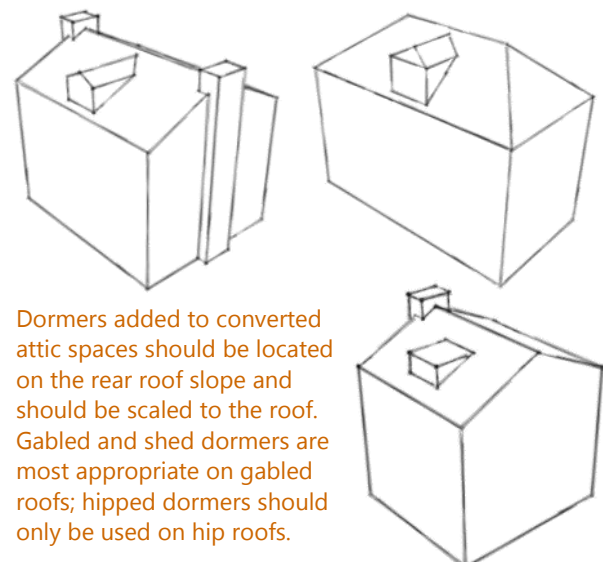 Dormers added to converted
attic spaces should be located
on the rear roof slope and
should be scaled to the roof.
Gabled and shed dormers are
most appropriate on gabled
roofs; hipped dormers should
only be used on hip roofs.